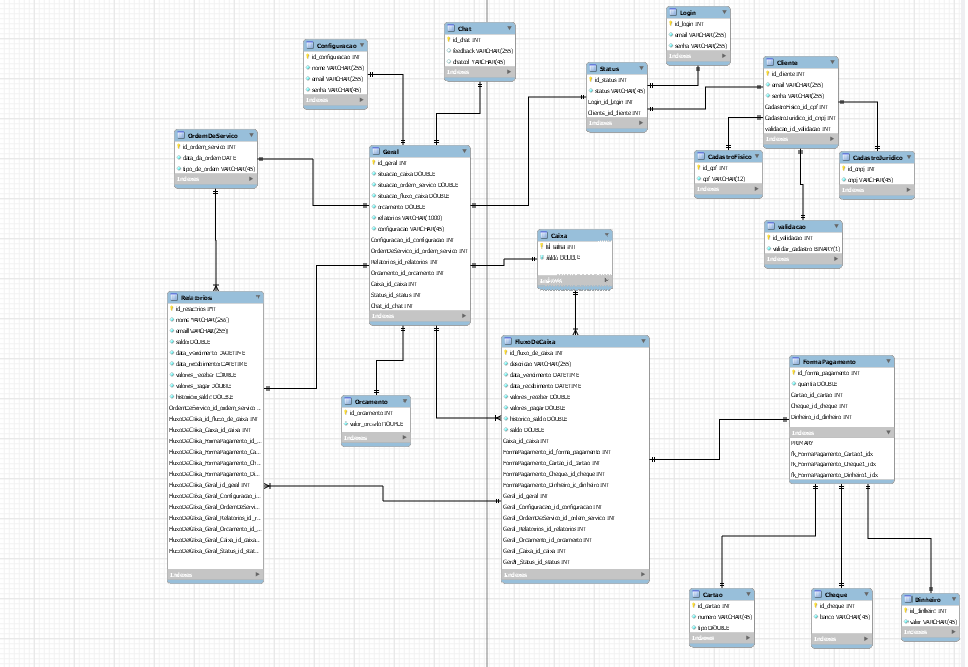 Login
id_login INT
email VARCHAR(255)
senha VARCHAR(255)
Indexes
Chat
id_chat INT
feedback VARCHAR(255)
chatcol VARCHAR(45)
Indexes
Configuracao
id_configuracao INT
nome VARCHAR(255)
email VARCHAR(255)
senha VARCHAR(45)
Indexes
Status
id_status INT
status VARCHAR(45)
Login_id_login INT
Cliente_id_cliente INT
Indexes
Cliente
id_cliente INT
email VARCHAR(255)
senha VARCHAR(255)
CadastroFisico_id_cpf INT
CadastroJuridico_id_cnpj INT
validacao_id_validacao INT
Indexes
OrdemDeServico
id_ordem_servico INT
data_da_ordem DATE
tipo_de_ordem VARCHAR(45)
Indexes
Geral
id_geral INT
situacao_caixa DOUBLE
situacao_ordem_servico DOUBLE
situacao_fluxo_caixa DOUBLE
orcamento DOUBLE
relatorios VARCHAR(1000)
configuracao VARCHAR(45)
Configuracao_id_configuracao INT
OrdemDeServico_id_ordem_servico INT
Relatorios_id_relatorios INT
Orcamento_id_orcamento INT
Caixa_id_caixa INT
Status_id_status INT
Chat_id_chat INT
Indexes
CadastroFisico
id_cpf INT
cpf VARCHAR(12)
Indexes
CadastroJuridico
id_cnpj INT
cnpj VARCHAR(45)
Indexes
validacao
id_validacao INT
validar_cadastro BINARY(1)
Indexes
Caixa
saldo DOUBLE
Indexes
Relatorios
id_relatorios INT
nome VARCHAR(255)
email VARCHAR(255)
saldo DOUBLE
data_vencimento DATETIME
data_recebimento DATETIME
valores_receber DOUBLE
valores_pagar DOUBLE
historico_saldo DOUBLE
OrdemDeServico_id_ordem_servico ...
FluxoDeCaixa_id_fluxo_de_caixa INT
FluxoDeCaixa_Caixa_id_caixa INT
FluxoDeCaixa_FormaPagamento_id_...
FluxoDeCaixa_FormaPagamento_Ca...
FluxoDeCaixa_FormaPagamento_Ch...
FluxoDeCaixa_FormaPagamento_Di...
FluxoDeCaixa_Geral_id_geral INT
FluxoDeCaixa_Geral_Configuracao_i...
FluxoDeCaixa_Geral_OrdemDeServi...
FluxoDeCaixa_Geral_Relatorios_id_r...
FluxoDeCaixa_Geral_Orcamento_id_...
FluxoDeCaixa_Geral_Caixa_id_caixa...
FluxoDeCaixa_Geral_Status_id_stat...
Indexes
Orcamento
id_orcamento INT
valor_orcado DOUBLE
Indexes
FluxoDeCaixa
id_fluxo_de_caixa INT
descricao VARCHAR(255)
data_vencimento DATETIME
data_recebimento DATETIME
valores_receber DOUBLE
valores_pagar DOUBLE
historico_saldo DOUBLE
saldo DOUBLE
Caixa_id_caixa INT
FormaPagamento_id_forma_pagamento INT
FormaPagamento_Cartao_id_cartao INT
FormaPagamento_Cheque_id_cheque INT
FormaPagamento_Dinheiro_id_dinheiro INT
Geral_id_geral INT
Geral_Configuracao_id_configuracao INT
Geral_OrdemDeServico_id_ordem_servico INT
Geral_Relatorios_id_relatorios INT
Geral_Orcamento_id_orcamento INT
Geral_Caixa_id_caixa INT
Geral_Status_id_status INT
Indexes
FormaPagamento
id_forma_pagamento INT
quantia DOUBLE
Cartao_id_cartao INT
Cheque_id_cheque INT
Dinheiro_id_dinheiro INT
Indexes
PRIMARY
fk_FormaPagamento_Cartao1_idx
fk_FormaPagamento_Cheque1_idx
fk_FormaPagamento_Dinheiro1_idx
Cartao
id_cartao INT
numero VARCHAR(45)
tipo DOUBLE
Indexes
Cheque
id_cheque INT
banco VARCHAR(45)
Indexes
Dinheiro
id_dinheiro INT
valor VARCHAR(45)
Indexes